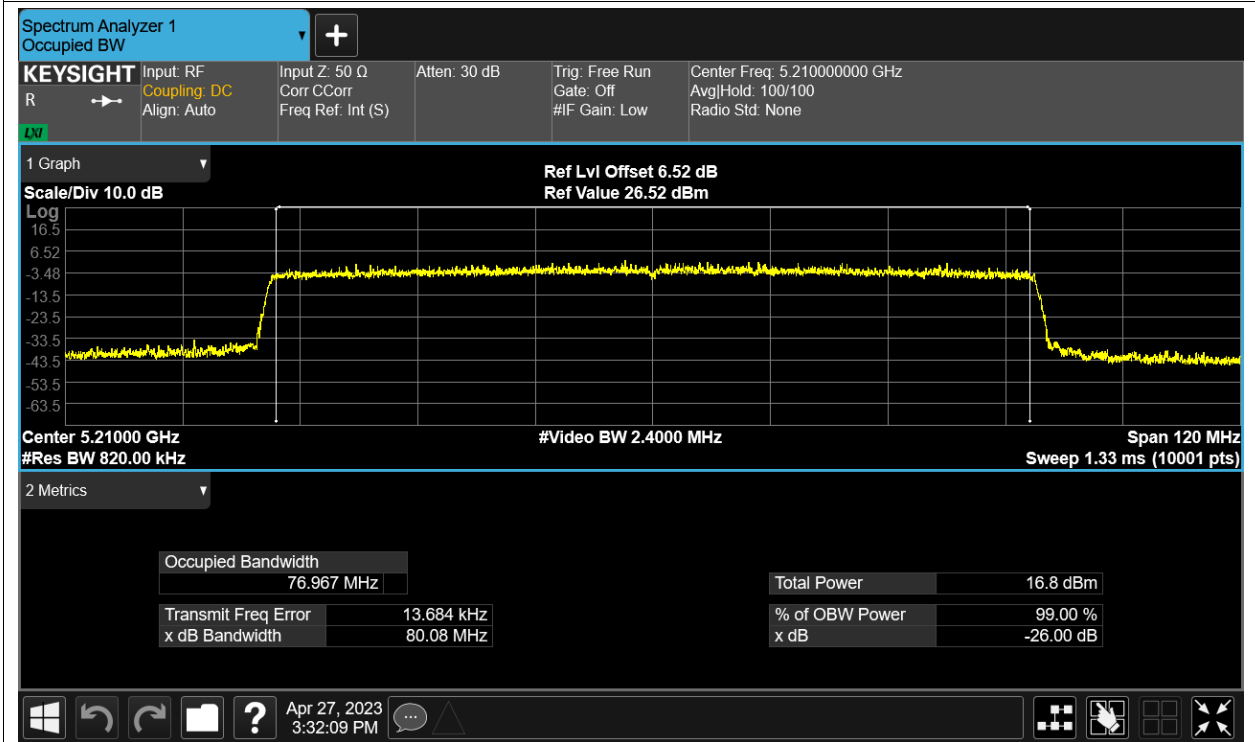 Spectrum Analyzer 1
Occupied BW
KEYSIGHT
R
LXI
Input: RF
Coupling: DC
Align: Auto
Input Z: 50 Ω
Corr CCorr
Freq Ref: Int (S)
Atten: 30 dB
Trig: Free Run
Gate: Off
#IF Gain: Low
Center Freq: 5.210000000 GHz
Avg|Hold: 100/100
Radio Std: None
1 Graph
Scale/Div 10.0 dB
Ref Lvl Offset 6.52 dB
Ref Value 26.52 dBm
Log
16.5
6.52
-3.48
-13.5
-23.5
-33.5
-43.5
-53.5
-63.5
Center 5.21000 GHz
#Res BW 820.00 kHz
#Video BW 2.4000 MHz
Span 120 MHz
Sweep 1.33 ms (10001 pts)
2 Metrics
Occupied Bandwidth
76.967 MHz
Transmit Freq Error 13.684 kHz
x dB Bandwidth 80.08 MHz
Total Power 16.8 dBm
% of OBW Power 99.00 %
x dB -26.00 dB
?
Apr 27, 2023
3:32:09 PM